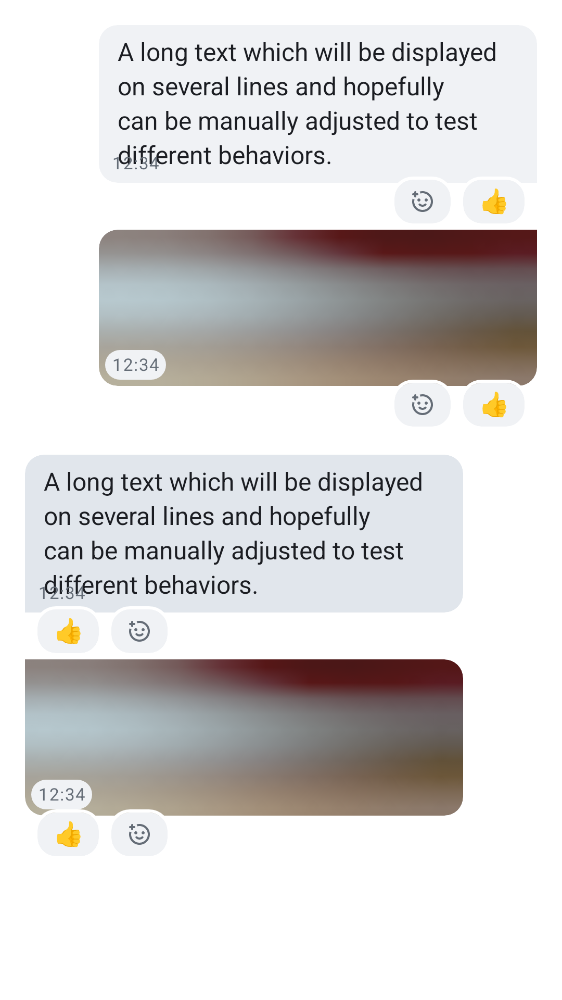 A long text which will be displayed
on several lines and hopefully
can be manually adjusted to test
different behaviors.
12:34
12:34
A long text which will be displayed
on several lines and hopefully
can be manually adjusted to test
different behaviors.
12:34
12:34